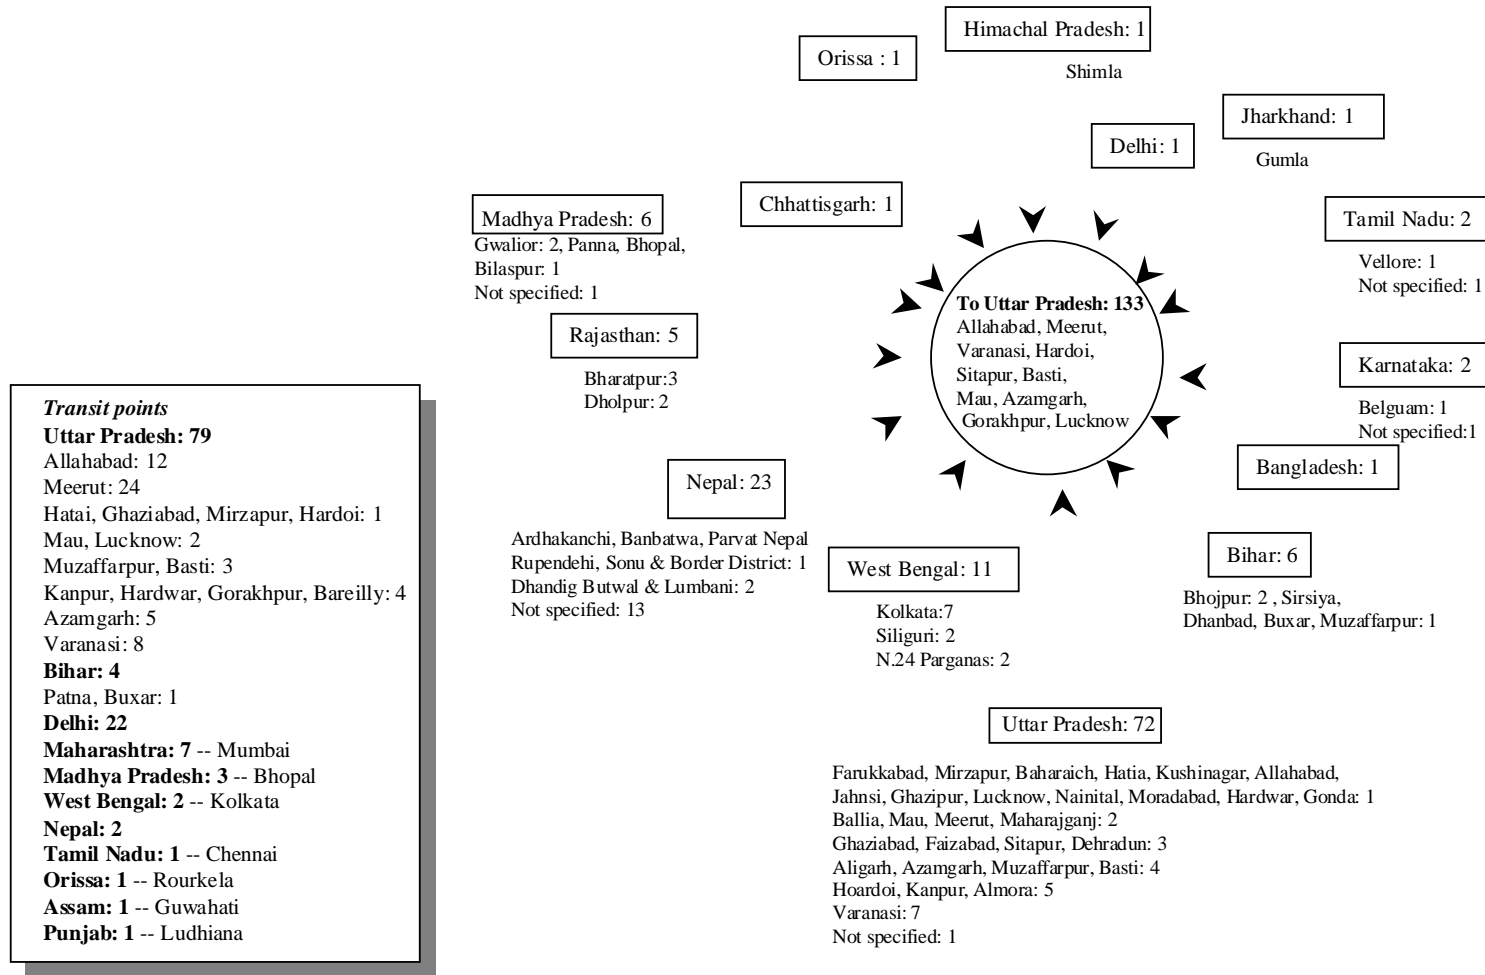 Himachal Pradesh: 1
Shimla
Orissa : 1
Jharkhand: 1
Gumla
Delhi: 1
Chhattisgarh: 1
Madhya Pradesh: 6
Gwalior: 2, Panna, Bhopal,
Bilaspur: 1
Not specified: 1
Tamil Nadu: 2
Vellore: 1
Not specified: 1
To Uttar Pradesh: 133
Allahabad, Meerut,
Varanasi, Hardoi,
Sitapur, Basti,
Mau, Azamgarh,
Gorakhpur, Lucknow
Rajasthan: 5
Bharatpur:3
Dholpur: 2
Karnataka: 2
Belguam: 1
Not specified:1
Bangladesh: 1
Nepal: 23
Ardhakanchi, Banbatwa, Parvat Nepal
Rupendehi, Sonu & Border District: 1
Dhandig Butwal & Lumbani: 2
Not specified: 13
West Bengal: 11
Kolkata:7
Siliguri: 2
N.24 Parganas: 2
Bihar: 6
Bhojpur: 2 , Sirsiya,
Dhanbad, Buxar, Muzaffarpur: 1
Uttar Pradesh: 72
Farukkabad, Mirzapur, Baharaich, Hatia, Kushinagar, Allahabad,
Jahnsi, Ghazipur, Lucknow, Nainital, Moradabad, Hardwar, Gonda: 1
Ballia, Mau, Meerut, Maharajganj: 2
Ghaziabad, Faizabad, Sitapur, Dehradun: 3
Aligarh, Azamgarh, Muzaffarpur, Basti: 4
Hoardoi, Kanpur, Almora: 5
Varanasi: 7
Not specified: 1
Transit points
Uttar Pradesh: 79
Allahabad: 12
Meerut: 24
Hatai, Ghaziabad, Mirzapur, Hardoi: 1
Mau, Lucknow: 2
Muzaffarpur, Basti: 3
Kanpur, Hardwar, Gorakhpur, Bareilly: 4
Azamgarh: 5
Varanasi: 8
Bihar: 4
Patna, Buxar: 1
Delhi: 22
Maharashtra: 7 -- Mumbai
Madhya Pradesh: 3 -- Bhopal
West Bengal: 2 -- Kolkata
Nepal: 2
Tamil Nadu: 1 -- Chennai
Orissa: 1 -- Rourkela
Assam: 1 -- Guwahati
Punjab: 1 -- Ludhiana